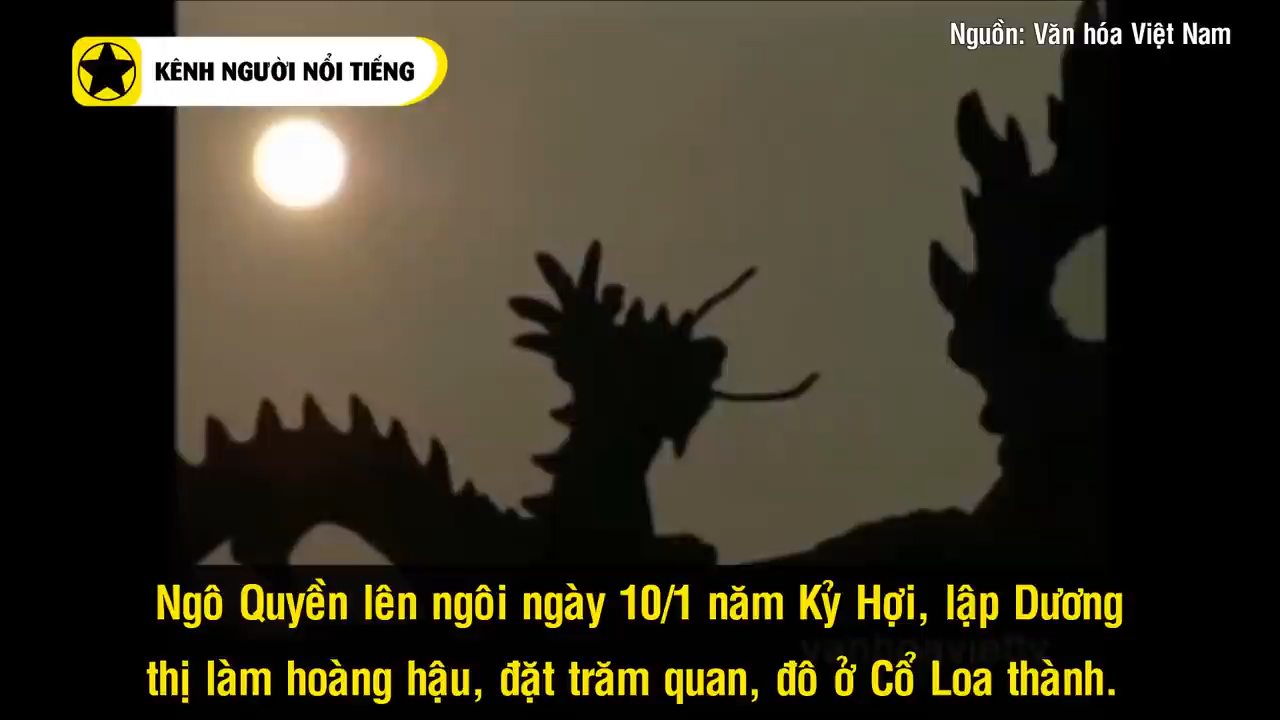 Nguồn: Văn hóa Việt Nam
KÊNH NGƯỜI NỔI TIẾNG
Ngô Quyền lên ngôi ngày 10/1 năm Kỷ Hợi, lập Dương
thị làm hoàng hậu, đặt trăm quan, đô ở Cổ Loa thành.